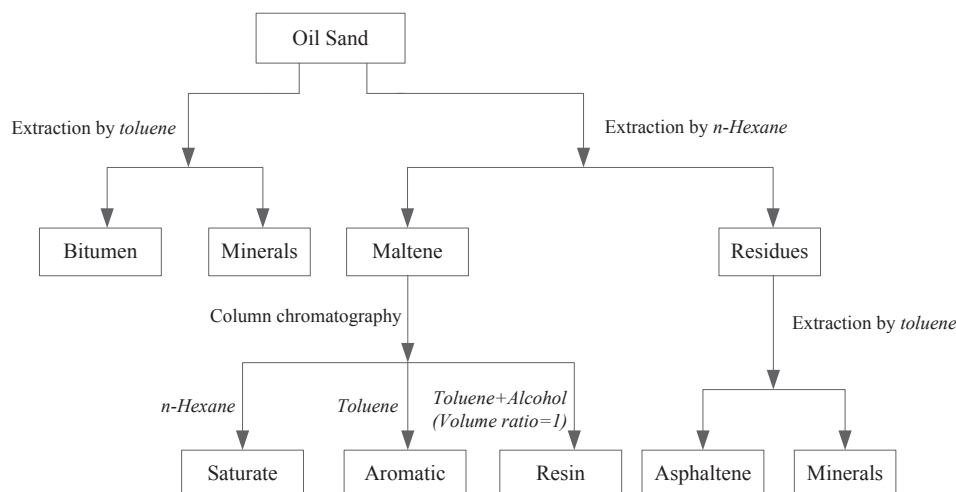 Oil Sand
Extraction by toluene
Extraction by n-Hexane
Bitumen
Minerals
Maltene
Residues
Column chromatography
Extraction by toluene
n-Hexane
Toluene
Toluene+Alcohol
(Volume ratio=1)
Saturate
Aromatic
Resin
Asphaltene
Minerals